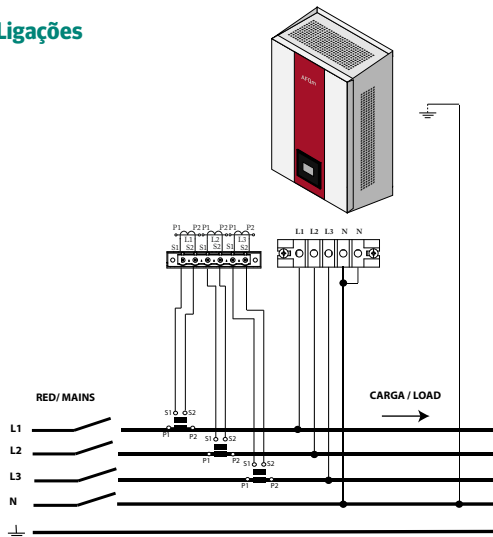 Ligações
AFQm
P1 P2 P1 P2 P1 P2
L1 L2 L3
S1 S2 S1 S2 S1 S2
L1 L2 L3 N N
RED/ MAINS
CARGA / LOAD
S1 S2
L1
P1 P2
S1 S2
L2
P1 P2
S1 S2
L3
P1 P2
N